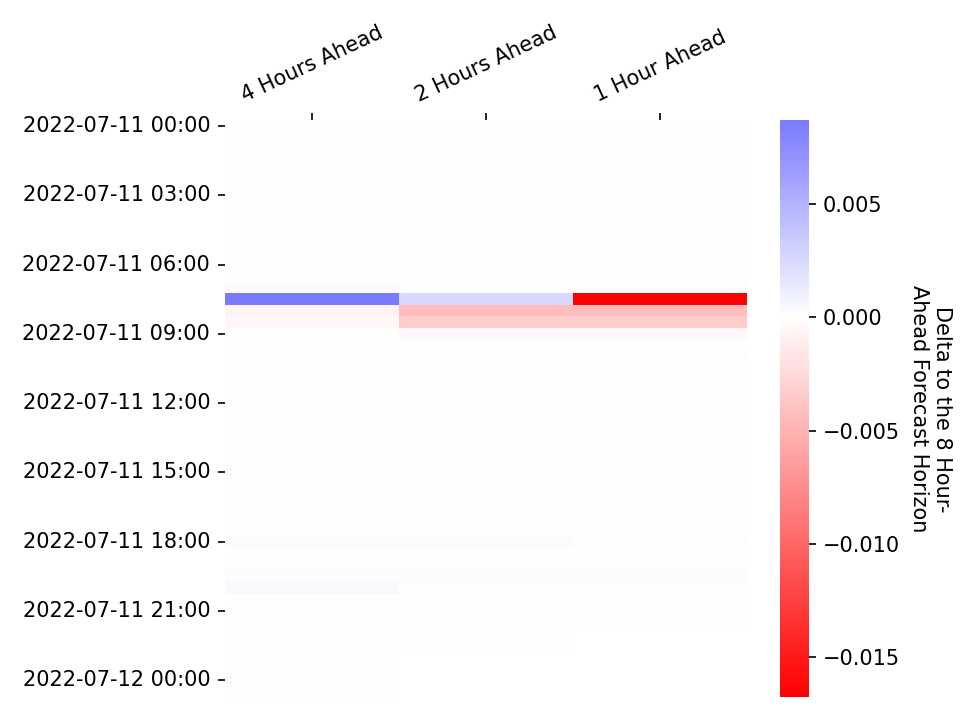 4 Hours Ahead
2 Hours Ahead
1 Hour Ahead
2022-07-11 00:00
2022-07-11 03:00
2022-07-11 06:00
2022-07-11 09:00
2022-07-11 12:00
2022-07-11 15:00
2022-07-11 18:00
2022-07-11 21:00
2022-07-12 00:00
0.005
0.000
−0.005
−0.010
−0.015
Delta to the 8 Hour-
Ahead Forecast Horizon